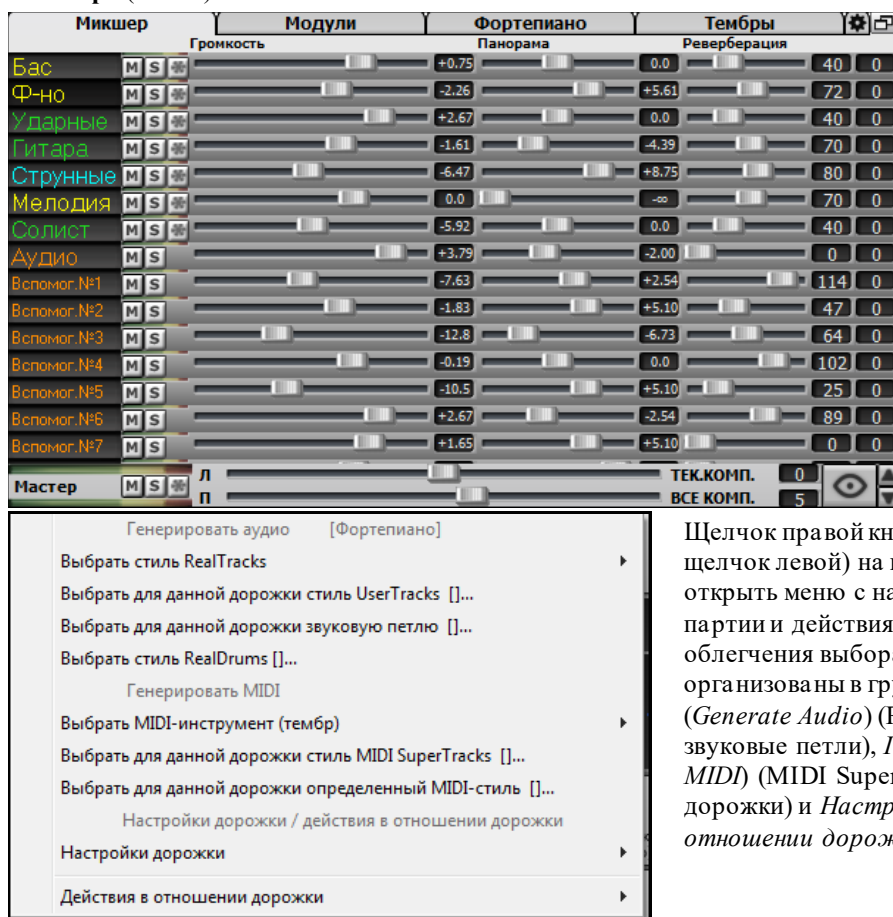 Микшер Модули Фортепиано Тембры
Громкость Панорама Реверберация
Бас M S +0.75 0.0 40 0
Ф-но M S -2.26 +5.61 72 0
Ударные M S +2.67 0.0 40 0
Гитара M S -1.61 -4.39 70 0
Струнные M S -6.47 +8.75 80 0
Мелодия M S 0.0 -∞ 70 0
Солист M S -5.92 0.0 40 0
Аудио M S +3.79 -2.00 0 0
Вспомог.№1 M S -7.63 +2.54 114 0
Вспомог.№2 M S -1.83 +5.10 47 0
Вспомог.№3 M S -12.8 -6.73 64 0
Вспомог.№4 M S -0.19 0.0 102 0
Вспомог.№5 M S -10.5 +5.10 25 0
Вспомог.№6 M S +2.67 -2.54 89 0
Вспомог.№7 M S +1.65 +5.10 0 0
Мастер M S Л ТЕК.КОМП. 0
П ВСЕ КОМП. 5
Генерировать аудио [Фортепиано]
Выбрать стиль RealTracks
Выбрать для данной дорожки стиль UserTracks []...
Выбрать для данной дорожки звуковую петлю []...
Выбрать стиль RealDrums []...
Генерировать MIDI
Выбрать MIDI-инструмент (тембр)
Выбрать для данной дорожки стиль MIDI SuperTracks []...
Выбрать для данной дорожки определенный MIDI-стиль []...
Настройки дорожки / действия в отношении дорожки
Настройки дорожки
Действия в отношении дорожки
Щелчок правой кн
щелчок левой) на
открыть меню с на
партии и действия
облегчения выбор
организованы в гр
(Generate Audio) (
звуковые петли),
MIDI) (MIDI Super
дорожки) и Настр
отношении дорож